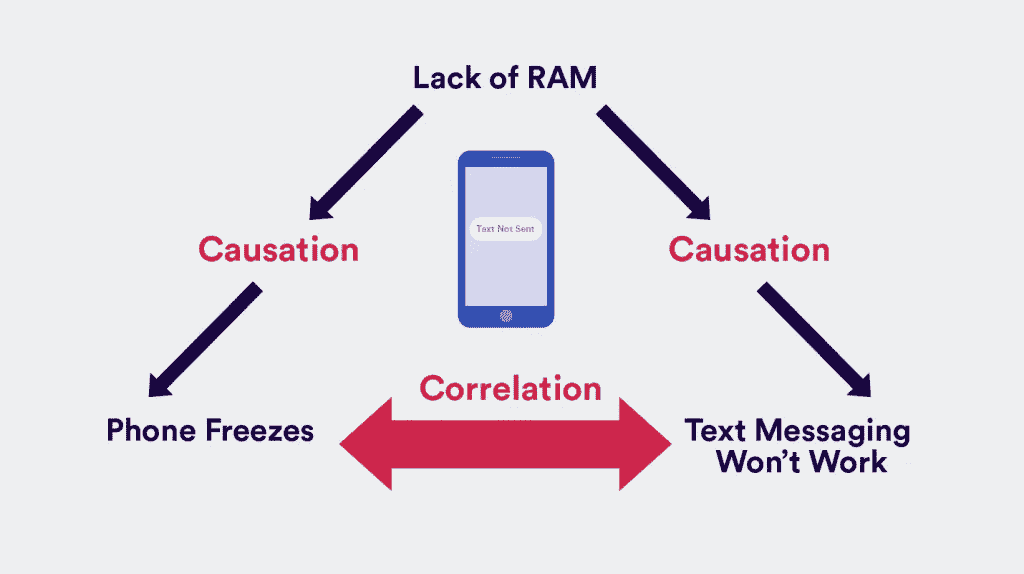 Lack of RAM
Text Not Sent
Causation
Causation
Correlation
Phone Freezes
Text Messaging
Won't Work